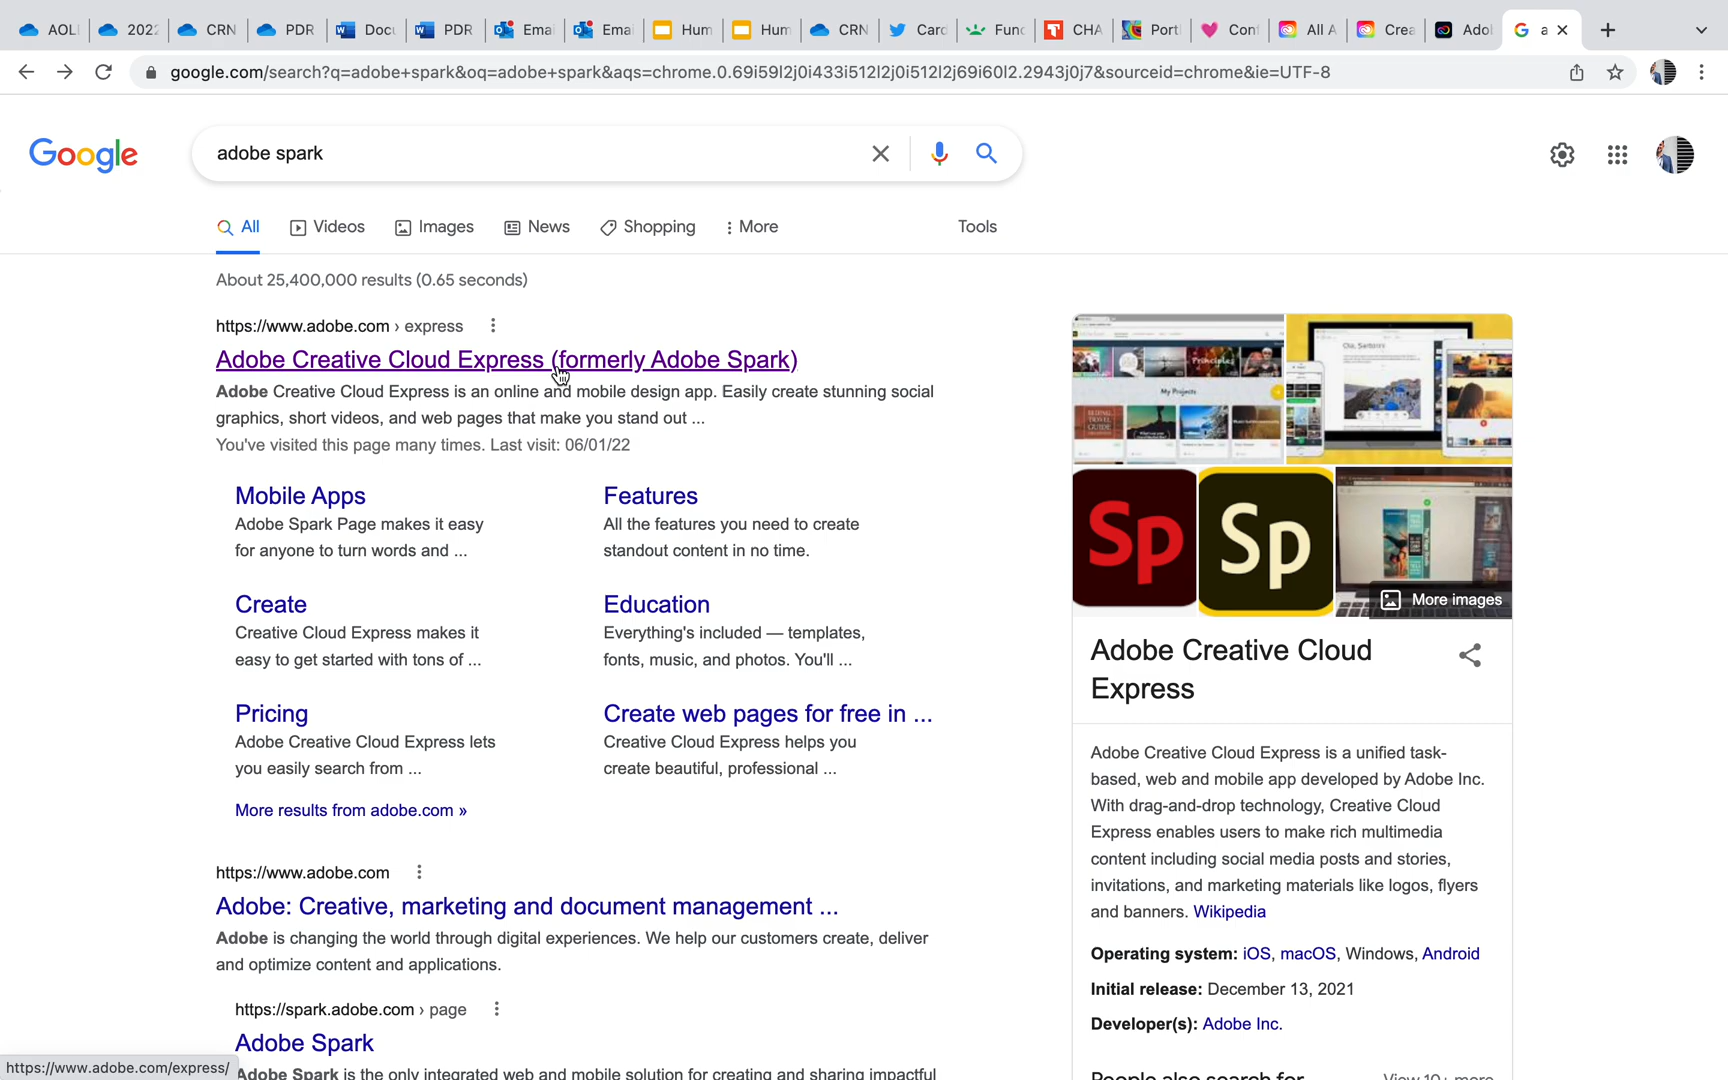 AOL 2022 CRN PDR Docu PDR Emai Emai Hum Hum CRN Card Func CHA Port Conf All A Crea Adol a
google.com/search?q=adobe+spark&oq=adobe+spark&aqs=chrome.0.69i59l2j0i433i512l2j0i512l2j69i60l2.2943j0j7&sourceid=chrome&ie=UTF-8
Google
adobe spark
All Videos Images News Shopping More Tools
About 25,400,000 results (0.65 seconds)
https://www.adobe.com › express
Adobe Creative Cloud Express (formerly Adobe Spark)
Adobe Creative Cloud Express is an online and mobile design app. Easily create stunning social
graphics, short videos, and web pages that make you stand out ...
You've visited this page many times. Last visit: 06/01/22
Mobile Apps
Adobe Spark Page makes it easy
for anyone to turn words and ...
Features
All the features you need to create
standout content in no time.
Create
Creative Cloud Express makes it
easy to get started with tons of ...
Education
Everything's included — templates,
fonts, music, and photos. You'll ...
Pricing
Adobe Creative Cloud Express lets
you easily search from ...
Create web pages for free in ...
Creative Cloud Express helps you
create beautiful, professional ...
More results from adobe.com »
https://www.adobe.com
Adobe: Creative, marketing and document management ...
Adobe is changing the world through digital experiences. We help our customers create, deliver
and optimize content and applications.
https://spark.adobe.com › page
Adobe Spark
Adobe Spark is the only integrated web and mobile solution for creating and sharing impactful
https://www.adobe.com/express/
Principles
My Projects
Sp
Sp
More images
Adobe Creative Cloud
Express
Adobe Creative Cloud Express is a unified task-
based, web and mobile app developed by Adobe Inc.
With drag-and-drop technology, Creative Cloud
Express enables users to make rich multimedia
content including social media posts and stories,
invitations, and marketing materials like logos, flyers
and banners. Wikipedia
Operating system: iOS, macOS, Windows, Android
Initial release: December 13, 2021
Developer(s): Adobe Inc.
People also search for
View 10+ more